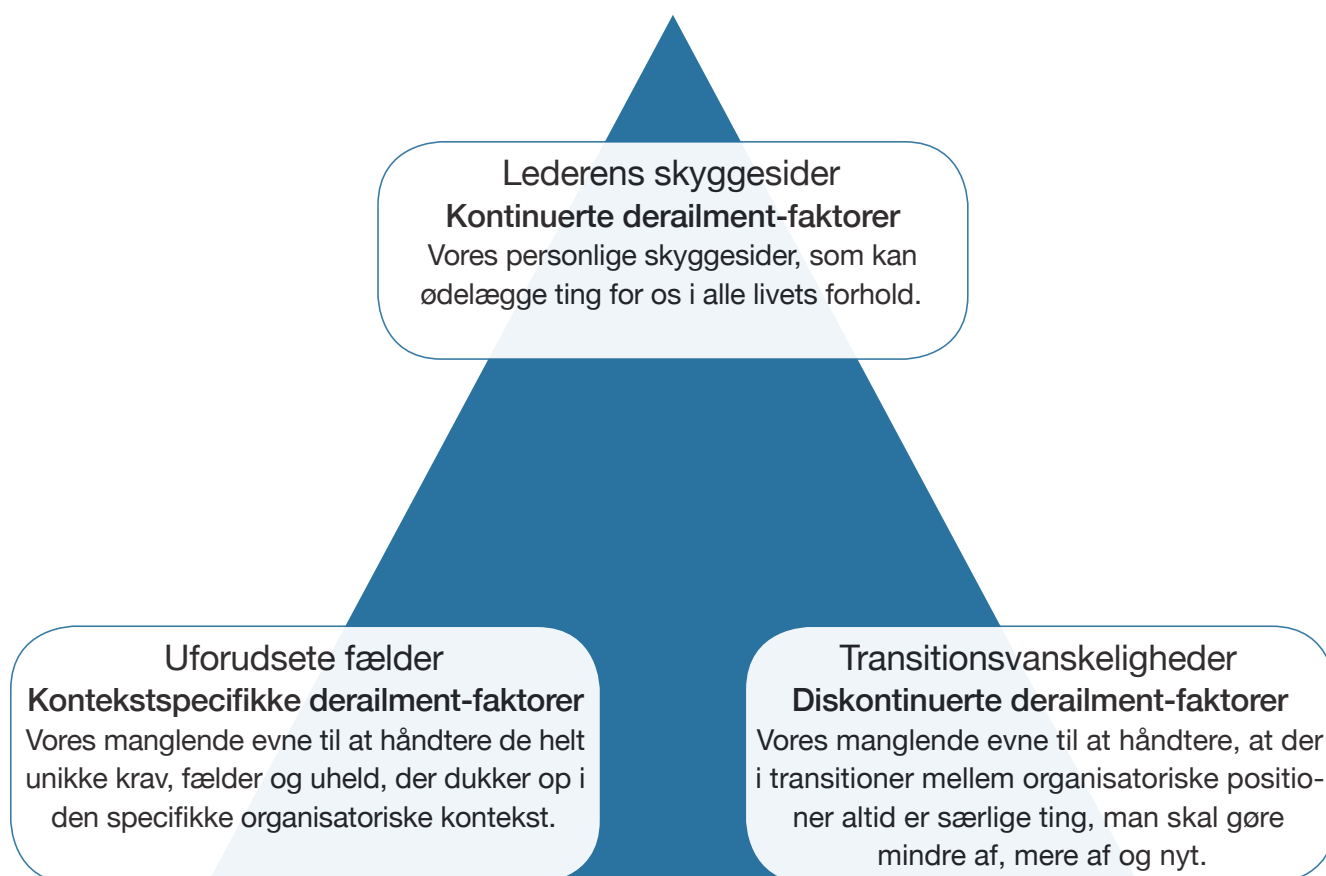 Lederens skyggesider
Kontinuerte derailment-faktorer
Vores personlige skyggesider, som kan
ødelægge ting for os i alle livets forhold.
Uforudsete fælder
Kontekstspecifikke derailment-faktorer
Vores manglende evne til at håndtere de helt
unikke krav, fælder og uheld, der dukker op i
den specifikke organisatoriske kontekst.
Transitionsvanskeligheder
Diskontinuerte derailment-faktorer
Vores manglende evne til at håndtere, at der
i transitioner mellem organisatoriske positio-
ner altid er særlige ting, man skal gøre
mindre af, mere af og nyt.